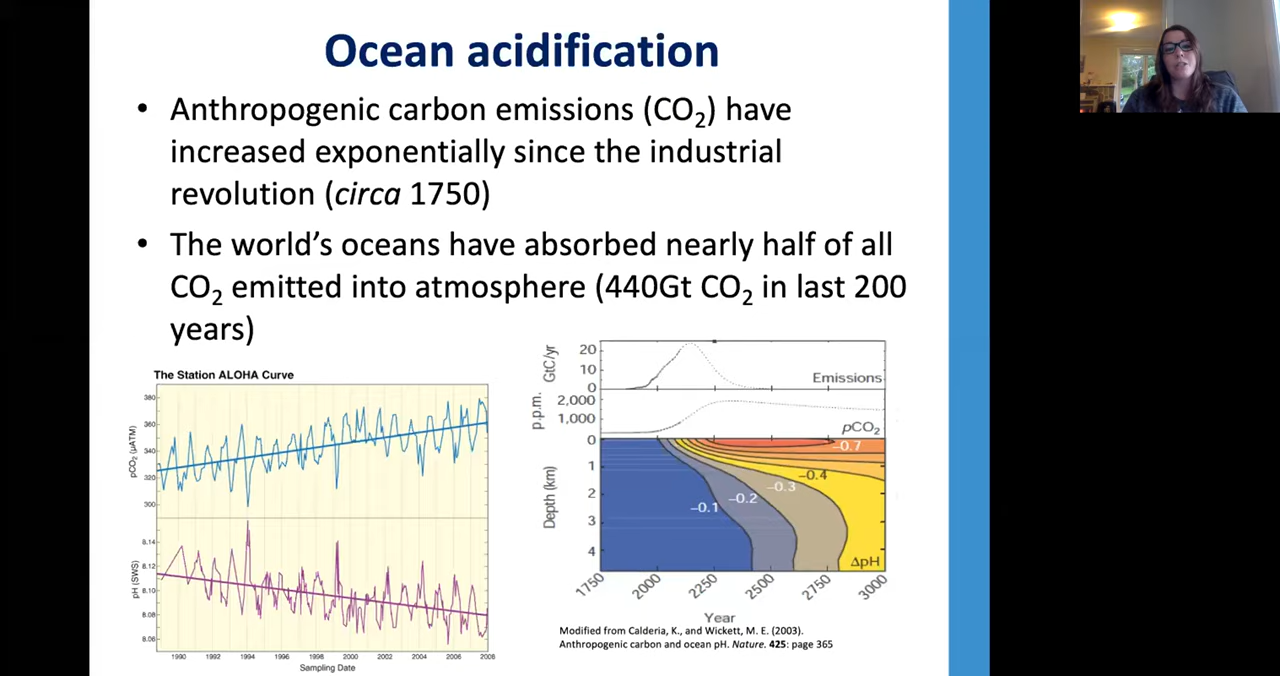 Ocean acidification
• Anthropogenic carbon emissions (CO₂) have
increased exponentially since the industrial
revolution (circa 1750)
• The world's oceans have absorbed nearly half of all
CO₂ emitted into atmosphere (440Gt CO₂ in last 200
years)
The Station ALOHA Curve
pCO₂ (µATM)
380
360
340
320
300
pH (SWS)
8.14
8.12
8.10
8.08
8.06
1990 1992 1994 1996 1998 2000 2002 2004 2006 2008
Sampling Date
GtC/yr
20
10
0
Emissions
p.p.m.
2,000
1,000
pCO₂
Depth (km)
0
1
2
3
4
–0.7
–0.4
–0.3
–0.2
–0.1
ΔpH
1750 2000 2250 2500 2750 3000
Year
Modified from Calderia, K., and Wickett, M. E. (2003).
Anthropogenic carbon and ocean pH. Nature. 425: page 365